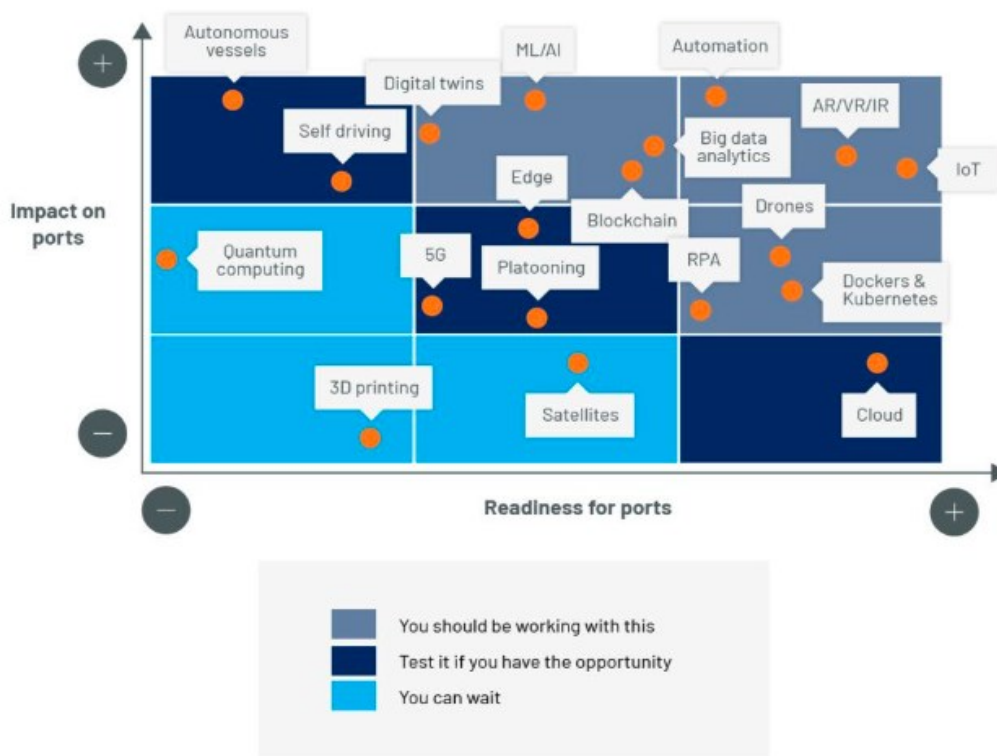 Autonomous
vessels
ML/AI
Automation
Digital twins
AR/VR/IR
Self driving
Big data
analytics
IoT
Edge
Impact on
ports
Blockchain
Drones
Quantum
computing
5G
Platooning
RPA
Dockers &
Kubernetes
3D printing
Satellites
Cloud
Readiness for ports
You should be working with this
Test it if you have the opportunity
You can wait